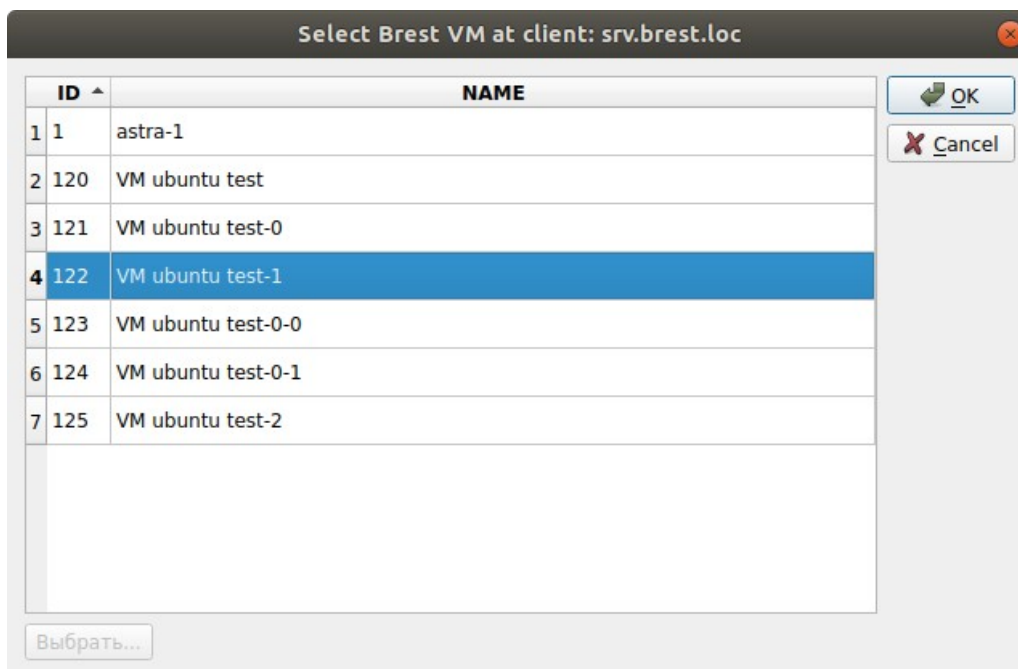 Select Brest VM at client: srv.brest.loc
ID NAME
1 1 astra-1
2 120 VM ubuntu test
3 121 VM ubuntu test-0
4 122 VM ubuntu test-1
5 123 VM ubuntu test-0-0
6 124 VM ubuntu test-0-1
7 125 VM ubuntu test-2
OK
Cancel
Выбрать...